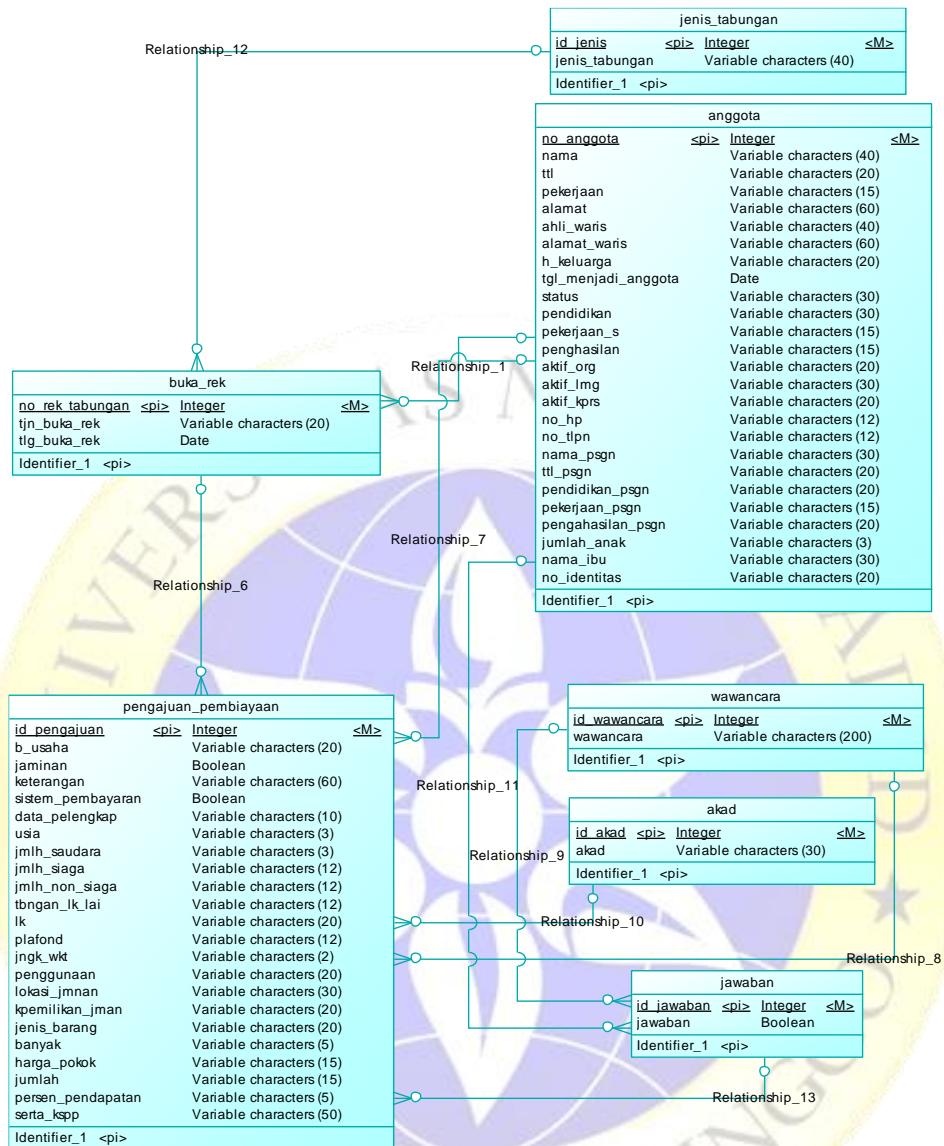 jenis_tabungan
id_jenis <pi> Integer <M>
jenis_tabungan Variable characters (40)
Identifier_1 <pi>
Relationship_12
anggota
no_anggota <pi> Integer <M>
nama Variable characters (40)
ttl Variable characters (20)
pekerjaan Variable characters (15)
alamat Variable characters (60)
ahli_waris Variable characters (40)
alamat_waris Variable characters (60)
h_keluarga Variable characters (20)
tgl_menjadi_anggota Date
status Variable characters (30)
pendidikan Variable characters (30)
pekerjaan_s Variable characters (15)
penghasilan Variable characters (15)
aktif_org Variable characters (20)
aktif_lmg Variable characters (30)
aktif_kprs Variable characters (20)
no_hp Variable characters (12)
no_tlpn Variable characters (12)
nama_psgn Variable characters (30)
ttl_psgn Variable characters (20)
pendidikan_psgn Variable characters (20)
pekerjaan_psgn Variable characters (15)
pengahasilan_psgn Variable characters (20)
jumlah_anak Variable characters (3)
nama_ibu Variable characters (30)
no_identitas Variable characters (20)
Identifier_1 <pi>
Relationship_1
buka_rek
no_rek_tabungan <pi> Integer <M>
tjn_buka_rek Variable characters (20)
tlg_buka_rek Date
Identifier_1 <pi>
Relationship_7
Relationship_6
pengajuan_pembiayaan
id_pengajuan <pi> Integer <M>
b_usaha Variable characters (20)
jaminan Boolean
keterangan Variable characters (60)
sistem_pembayaran Boolean
data_pelengkap Variable characters (10)
usia Variable characters (3)
jmlh_saudara Variable characters (3)
jmlh_siaga Variable characters (12)
jmlh_non_siaga Variable characters (12)
tbngan_lk_lai Variable characters (12)
lk Variable characters (20)
plafond Variable characters (12)
jngk_wkt Variable characters (2)
penggunaan Variable characters (20)
lokasi_jmnan Variable characters (30)
kpemilikan_jman Variable characters (20)
jenis_barang Variable characters (20)
banyak Variable characters (5)
harga_pokok Variable characters (15)
jumlah Variable characters (15)
persen_pendapatan Variable characters (5)
serta_kspp Variable characters (50)
Identifier_1 <pi>
wawancara
id_wawancara <pi> Integer <M>
wawancara Variable characters (200)
Identifier_1 <pi>
Relationship_11
akad
id_akad <pi> Integer <M>
akad Variable characters (30)
Identifier_1 <pi>
Relationship_9
Relationship_10
Relationship_8
jawaban
id_jawaban <pi> Integer <M>
jawaban Boolean
Identifier_1 <pi>
Relationship_13